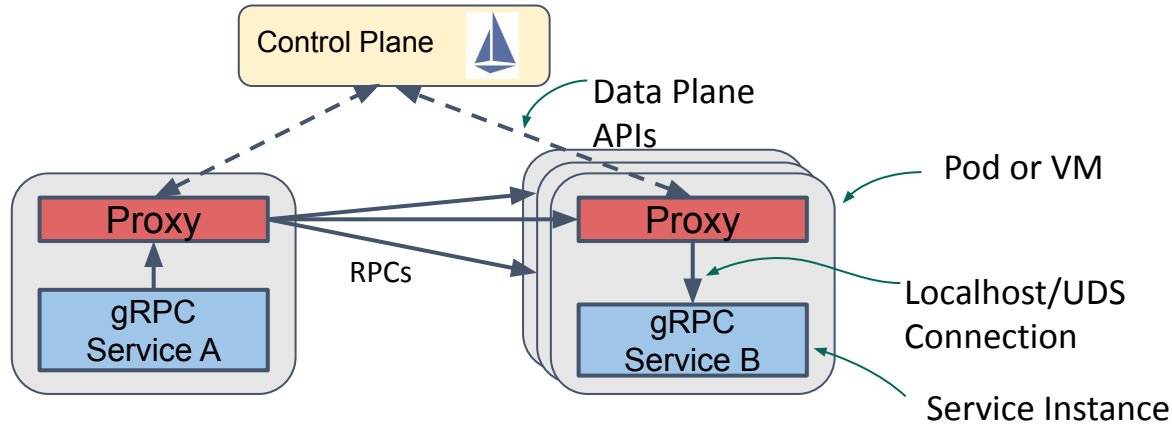 Control Plane
Data Plane
APIs
Pod or VM
Proxy
Proxy
RPCs
gRPC
Service A
Localhost/UDS
Connection
gRPC
Service B
Service Instance